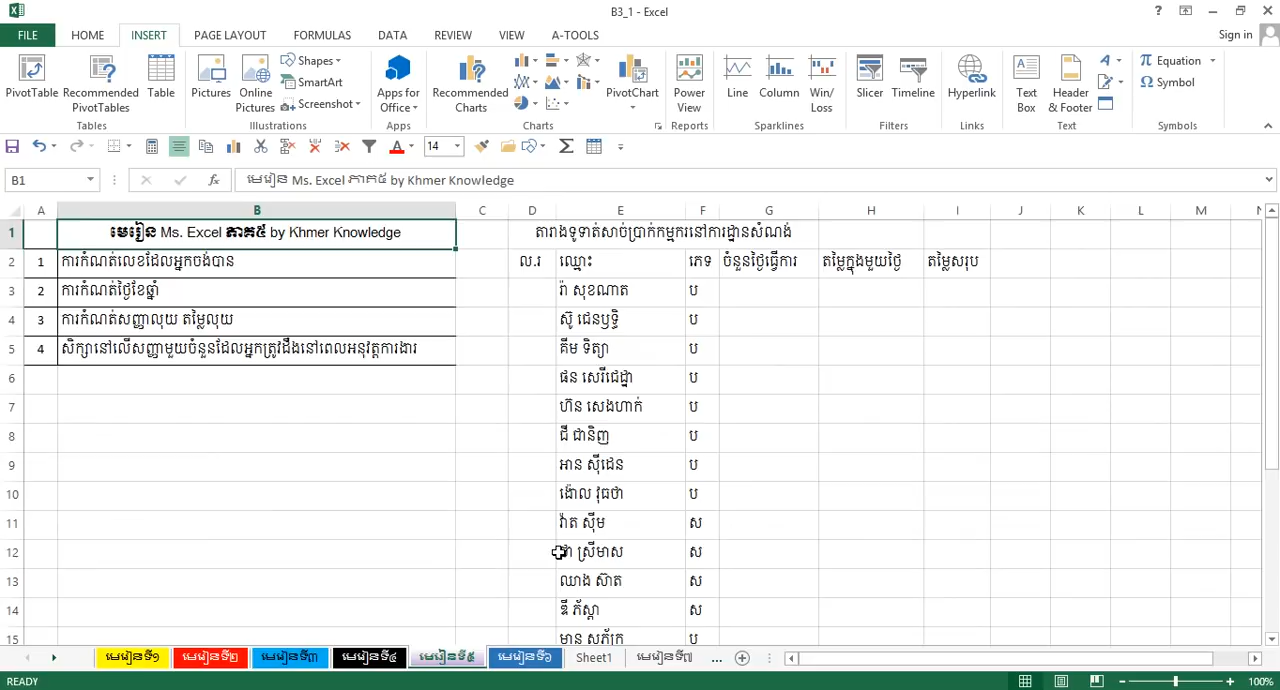 B3_1 - Excel
?
FILE HOME INSERT PAGE LAYOUT FORMULAS DATA REVIEW VIEW A-TOOLS Sign in
PivotTable Recommended PivotTables Table Pictures Online Pictures Shapes SmartArt Screenshot Apps for Office Recommended Charts PivotChart Power View Line Column Win/Loss Slicer Timeline Hyperlink Text Box Header & Footer Equation Symbol
Tables Illustrations Apps Charts Reports Sparklines Filters Links Text Symbols
14
B1 fx មេរៀន Ms. Excel ភាគ៥ by Khmer Knowledge
A B C D E F G H I J K L M N
1 មេរៀន Ms. Excel ភាគ៥ by Khmer Knowledge តារាងទូទាត់សាច់ប្រាក់កម្មករនៅការដ្ឋានសំណង់
2 1 ការកំណត់លេខដែលអ្នកចង់បាន ល.រ ឈ្មោះ ភេទ ចំនួនថ្ងៃធ្វើការ តម្លៃក្នុងមួយថ្ងៃ តម្លៃសរុប
3 2 ការកំណត់ថ្ងៃខែឆ្នាំ រ៉ា សុខណាត ប
4 3 ការកំណត់សញ្ញាលុយ តម្លៃលុយ ស៊ូ ជេនឫទ្ធិ ប
5 4 សិក្សានៅលើសញ្ញាមួយចំនួនដែលអ្នកត្រូវដឹងនៅពេលអនុវត្តការងារ គីម ទិត្យា ប
6 ផន សេរីជេដ្ឋា ប
7 ហ៊ន សេងហាក់ ប
8 ជី ជានិញ ប
9 អាន ស៊ីដេន ប
10 ង៉ោល វុធថា ប
11 វ៉ាត ស៊ីម ស
12 ស្រីមាស ស
13 ឈាង ស៊ាត ស
14 ឌី ភ័ស្តា ស
15 មាន សភ័ក្រ ប
មេរៀនទី១ មេរៀនទី២ មេរៀនទី៣ មេរៀនទី៤ មេរៀនទី៥ មេរៀនទី៦ Sheet1 មេរៀនទី៧ ...
READY 100%